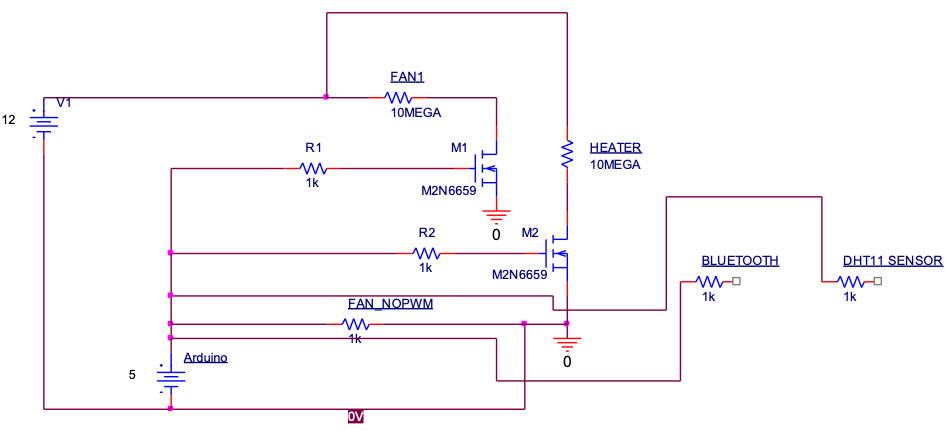 FAN1
V1
10MEGA
12
R1
M1
HEATER
10MEGA
1k
M2N6659
R2
M2
0
1k
M2N6659
BLUETOOTH
DHT11 SENSOR
FAN_NOPWM
1k
1k
1k
Arduino
0
5
0V